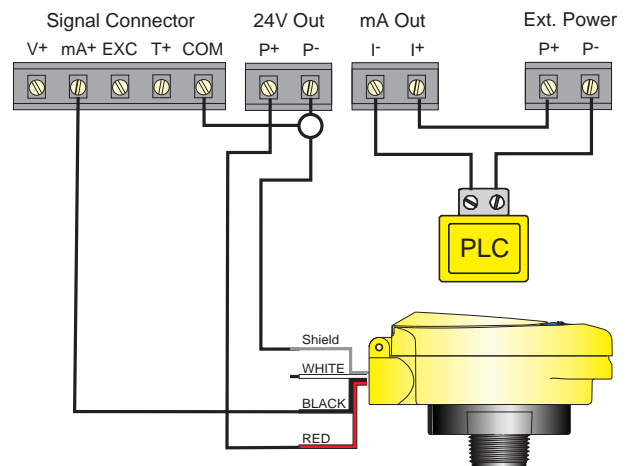 Signal Connector 24V Out mA Out Ext. Power
V+ mA+ EXC T+ COM P+ P- I- I+ P+ P-
PLC
Shield
WHITE
BLACK
RED